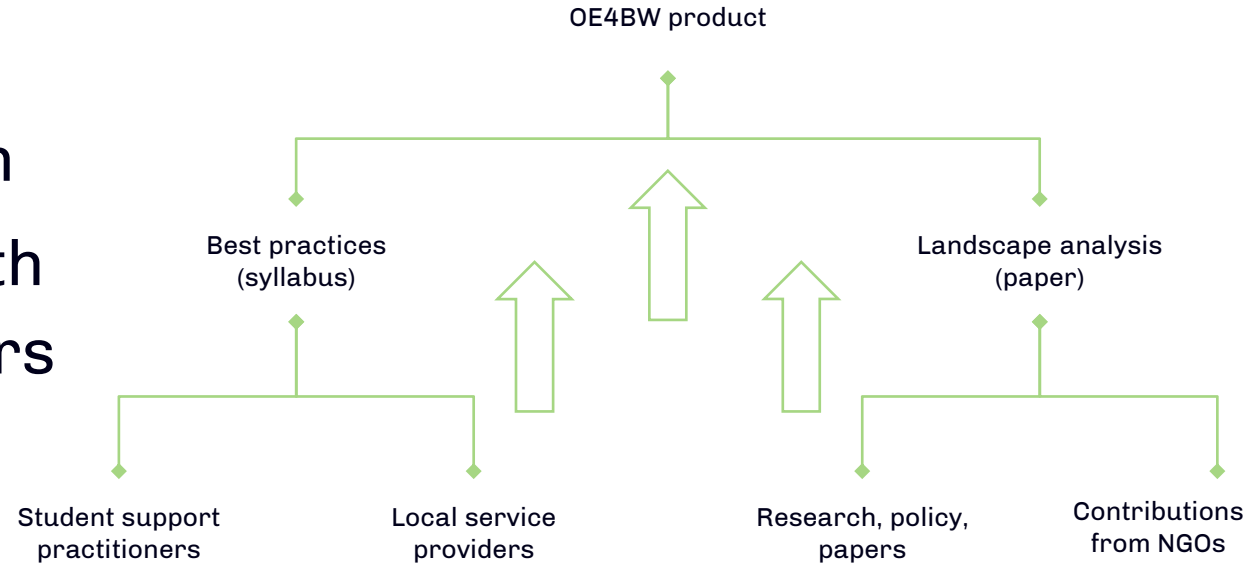 OE4BW product
Best practices
(syllabus)
Landscape analysis
(paper)
Student support
practitioners
Local service
providers
Research, policy,
papers
Contributions
from NGOs